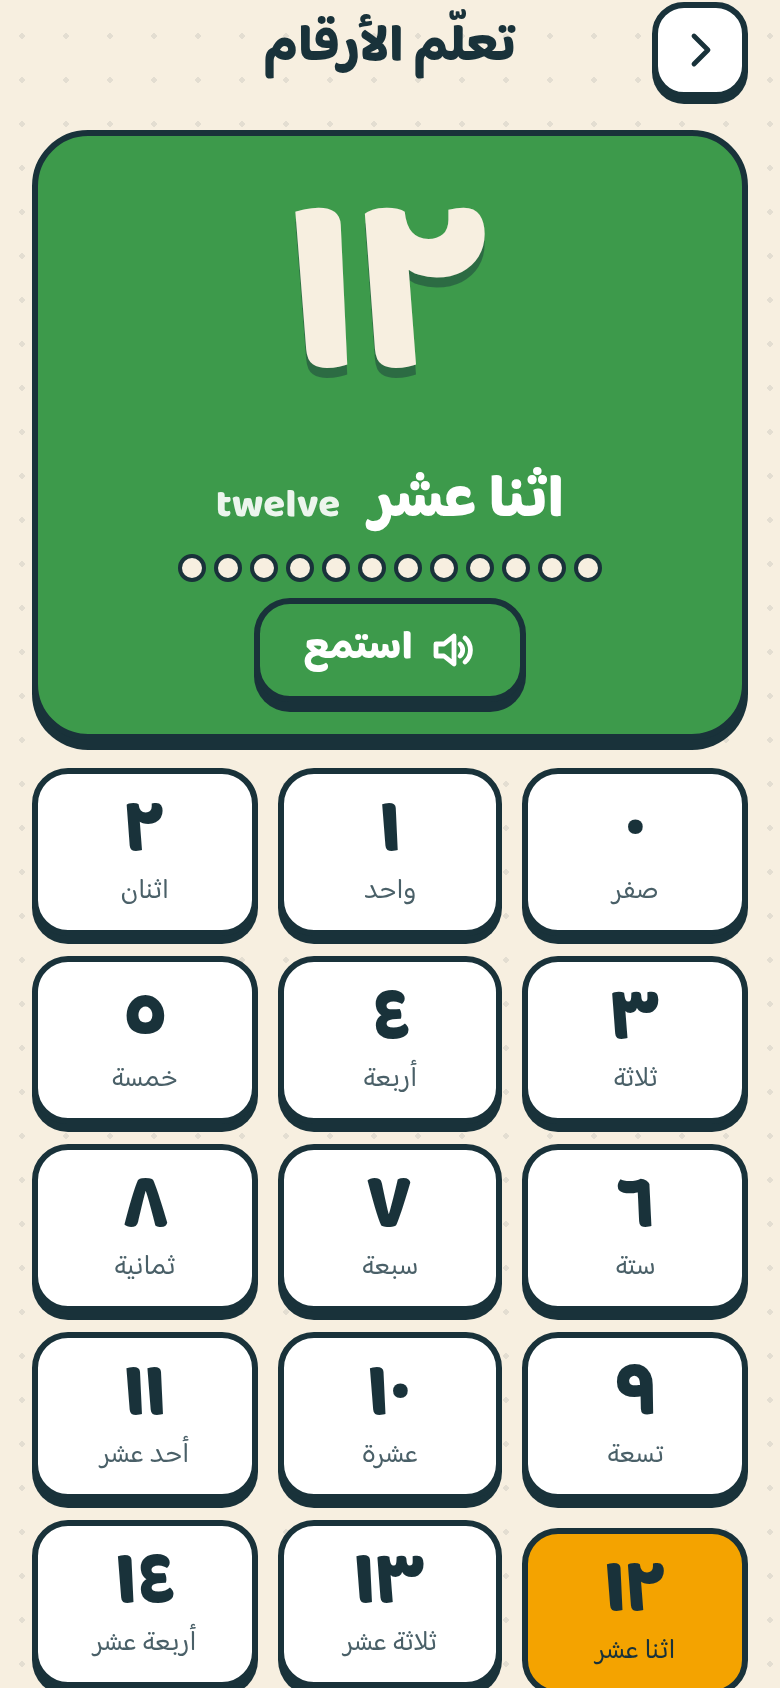 تعلّم الأرقام
١٢
اثنا عشر twelve
استمع
٠ ١ ٢
صفر واحد اثنان
٣ ٤ ٥
ثلاثة أربعة خمسة
٦ ٧ ٨
ستة سبعة ثمانية
٩ ١٠ ١١
تسعة عشرة أحد عشر
١٢ ١٣ ١٤
اثنا عشر ثلاثة عشر أربعة عشر